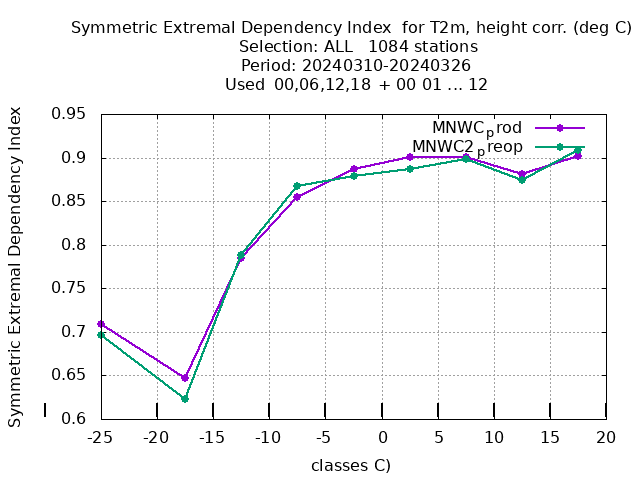 Symmetric Extremal Dependency Index  for T2m, height corr. (deg C)
Selection: ALL   1084 stations
Period: 20240310-20240326
Used  00,06,12,18 + 00 01 ... 12
Symmetric Extremal Dependency Index
0.95
0.9
0.85
0.8
0.75
0.7
0.65
0.6
MNWC_prod
MNWC2_preop
-25 -20 -15 -10 -5 0 5 10 15 20
classes C)